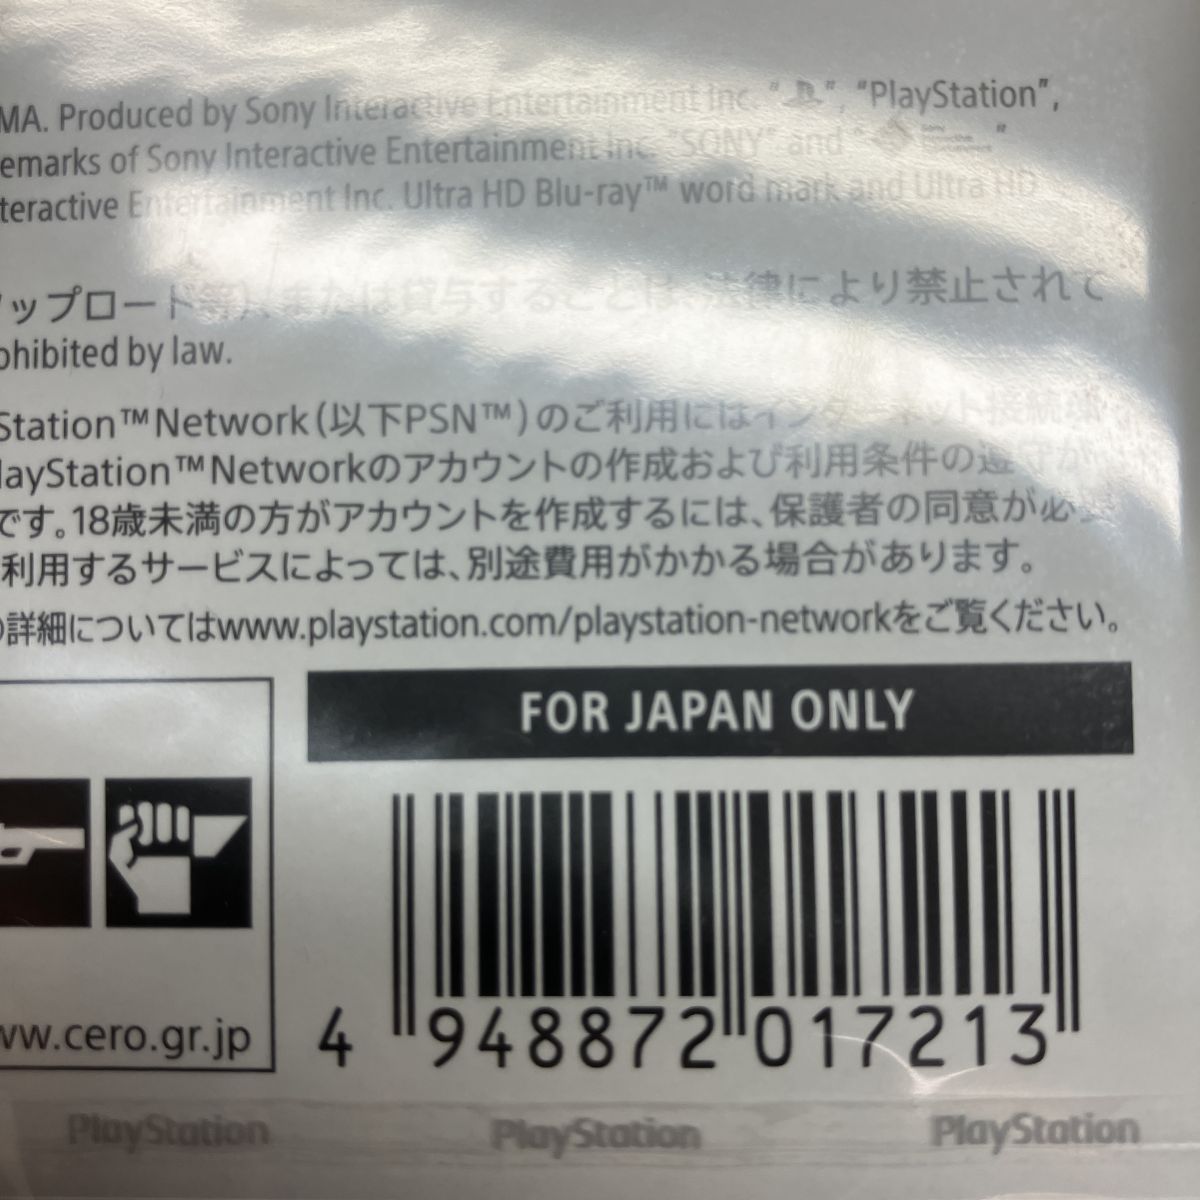 MA. Produced by Sony Interactive Entertainment Inc. "PS", "PlayStation",
emarks of Sony Interactive Entertainment Inc. "SONY" and "Sony Interactive Entertainment"
teractive Entertainment Inc. Ultra HD Blu-ray™ word mark and Ultra HD
ップロード等)、または貸与することは、法律により禁止されて
ohibited by law.
Station™Network(以下PSN™)のご利用にはインターネット接続環
layStation™Networkのアカウントの作成および利用条件の遵守が
です。18歳未満の方がアカウントを作成するには、保護者の同意が必要
利用するサービスによっては、別途費用がかかる場合があります。
の詳細についてはwww.playstation.com/playstation-networkをご覧ください。
FOR JAPAN ONLY
ww.cero.gr.jp
4 948872 017213
PlayStation PlayStation PlayStation